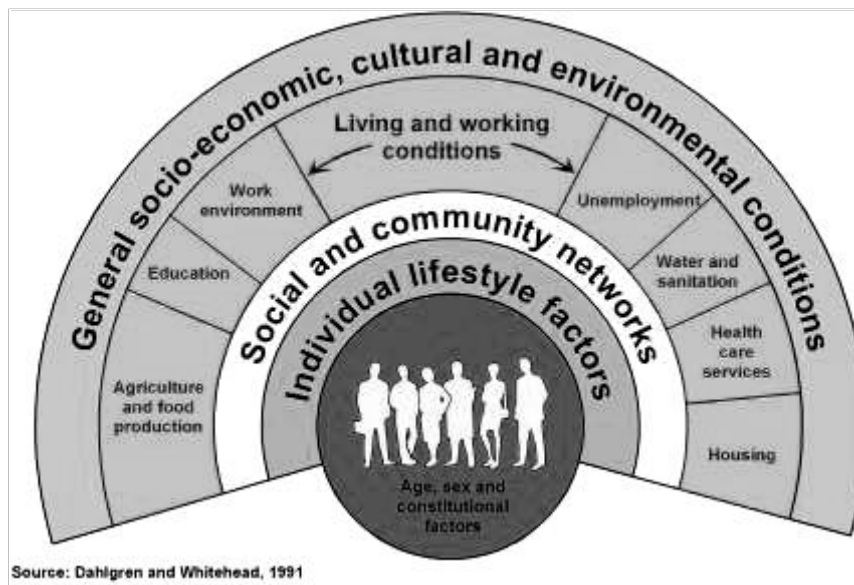 General socio-economic, cultural and environmental conditions
Living and working
conditions
Work
environment
Unemployment
Education
Water and
sanitation
Agriculture
and food
production
Health
care
services
Housing
Social and community networks
Individual lifestyle factors
Age, sex and
constitutional
factors
Source: Dahlgren and Whitehead, 1991